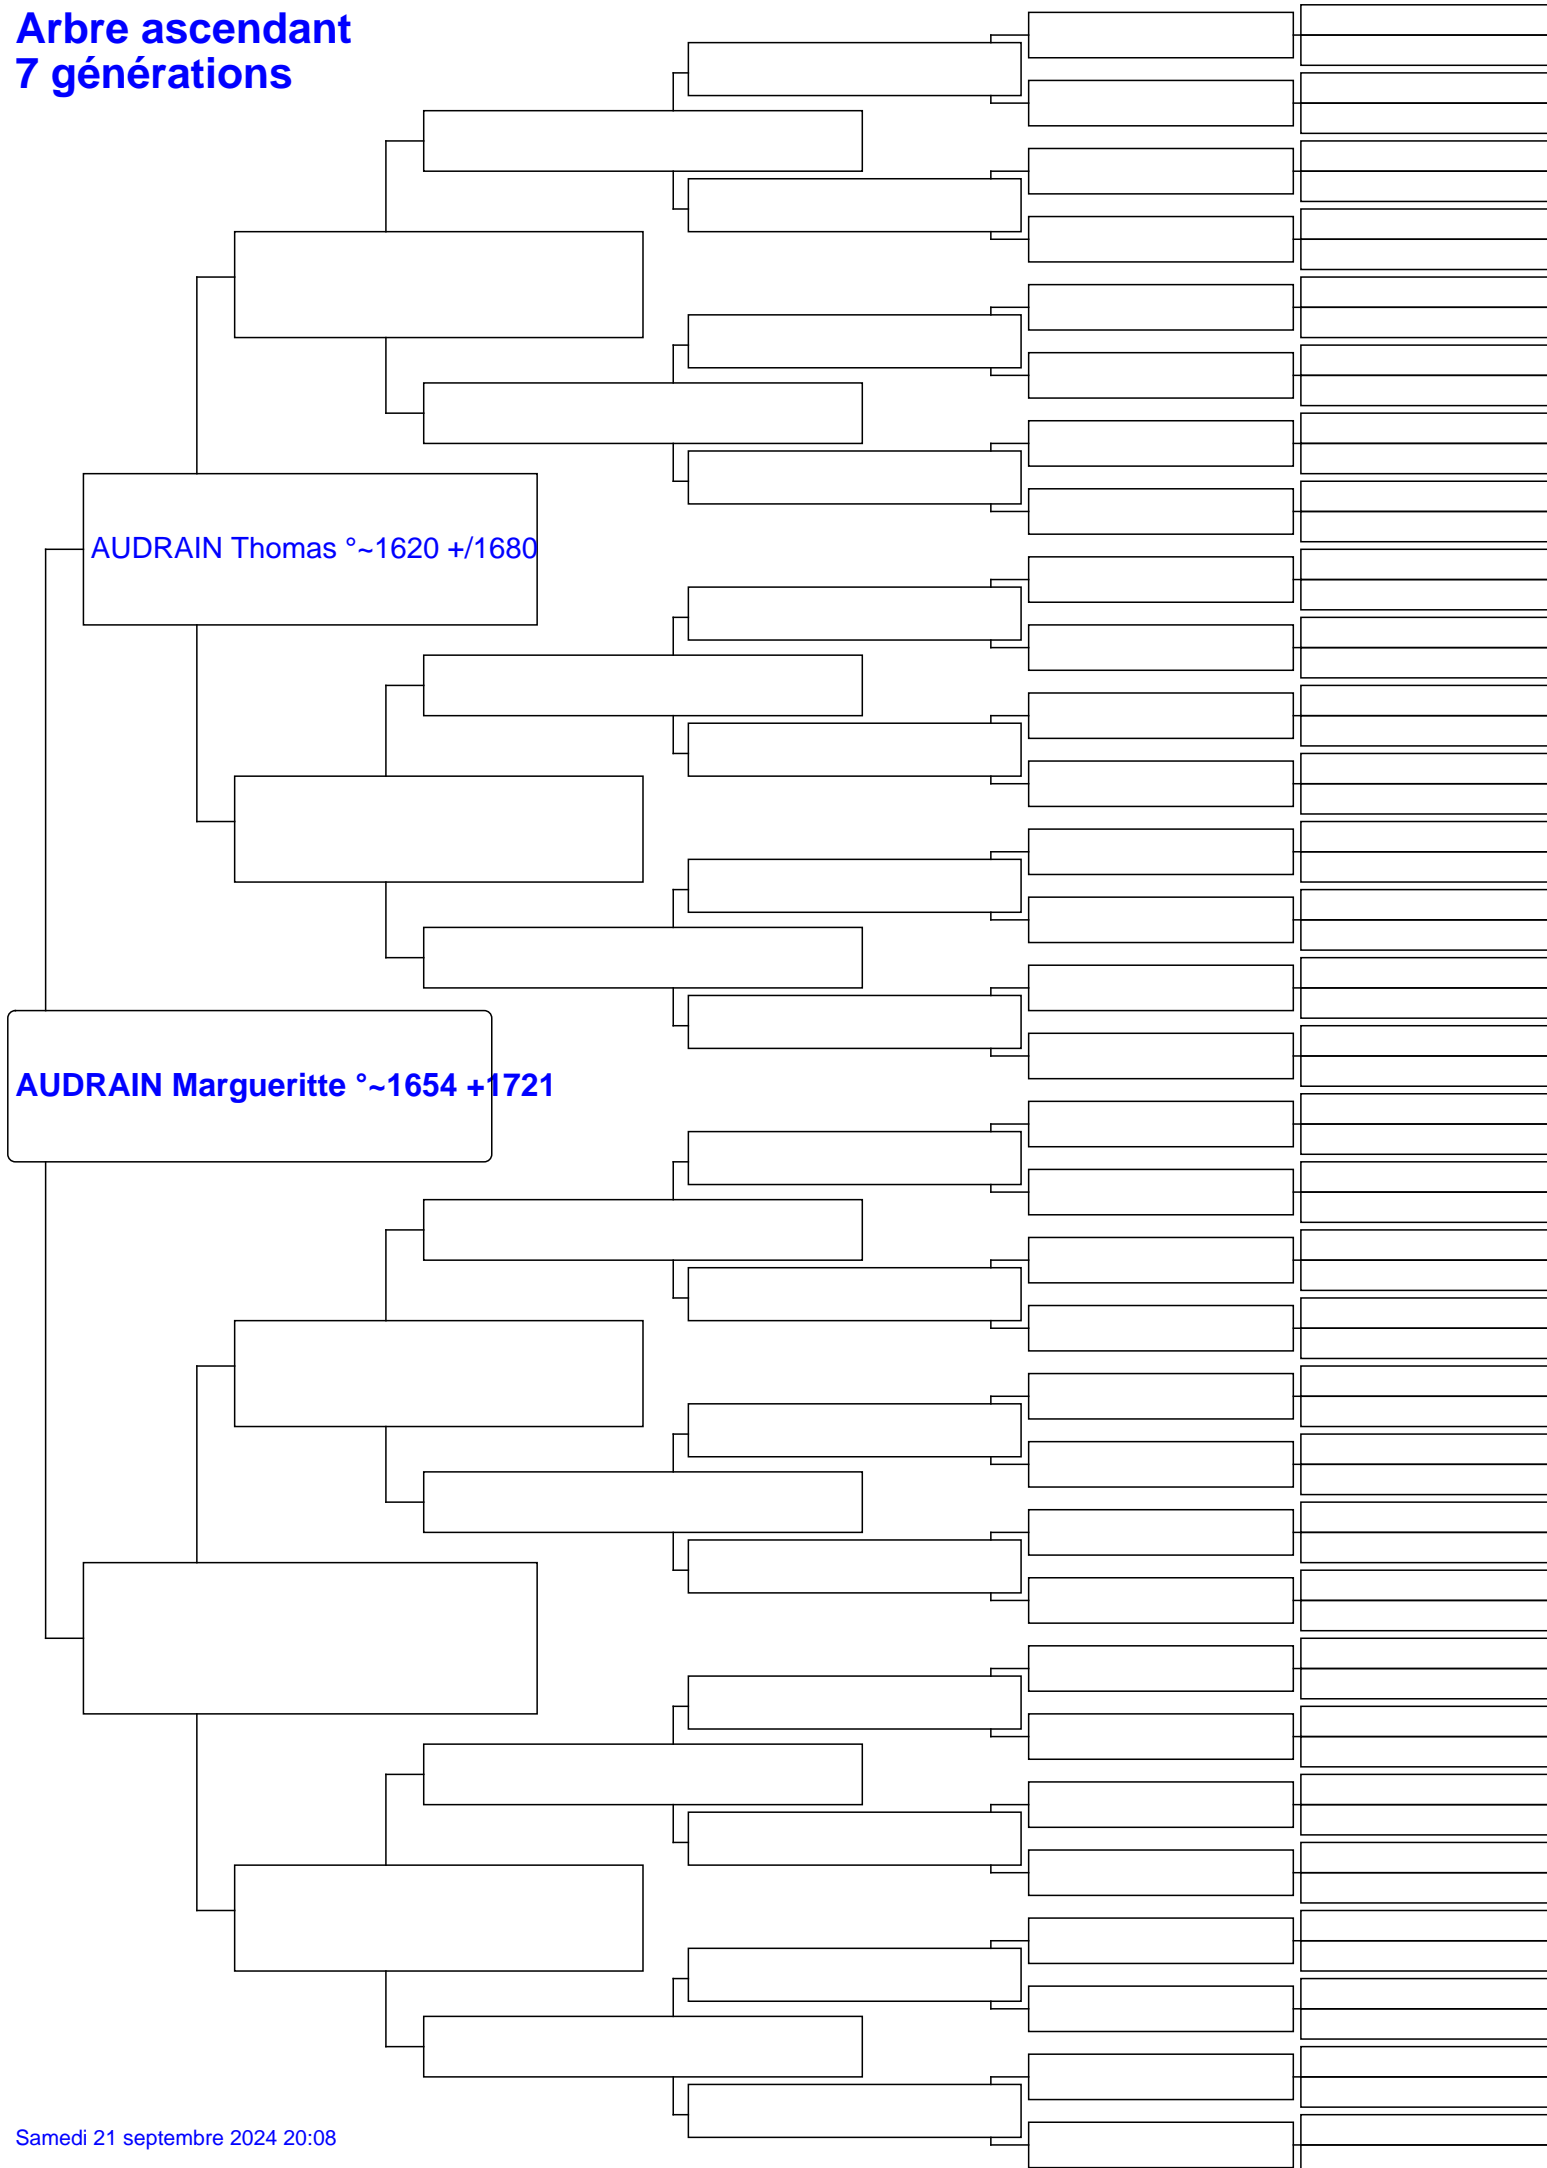 Arbre ascendant
7 générations
AUDRAIN Thomas °~1620 +/1680
AUDRAIN Margueritte °~1654 +1721
Samedi 21 septembre 2024 20:08